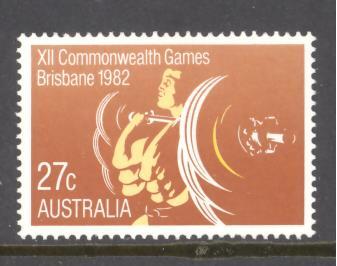 XII Commonwealth Games
Brisbane 1982
27c
AUSTRALIA